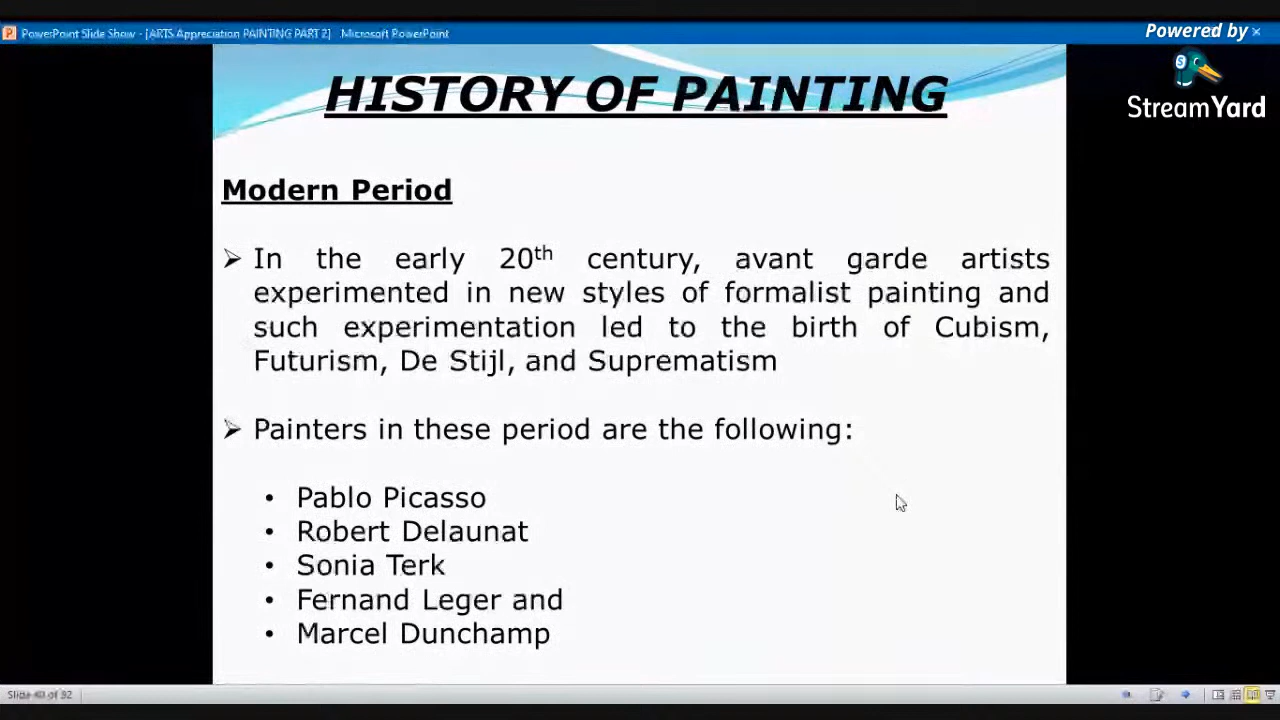 PowerPoint Slide Show - [ARTS Appreciation PAINTING PART 2] Microsoft PowerPoint
Powered by
StreamYard
HISTORY OF PAINTING
Modern Period
➢ In the early 20th century, avant garde artists
experimented in new styles of formalist painting and
such experimentation led to the birth of Cubism,
Futurism, De Stijl, and Suprematism
➢ Painters in these period are the following:
• Pablo Picasso
• Robert Delaunat
• Sonia Terk
• Fernand Leger and
• Marcel Dunchamp
Slide of